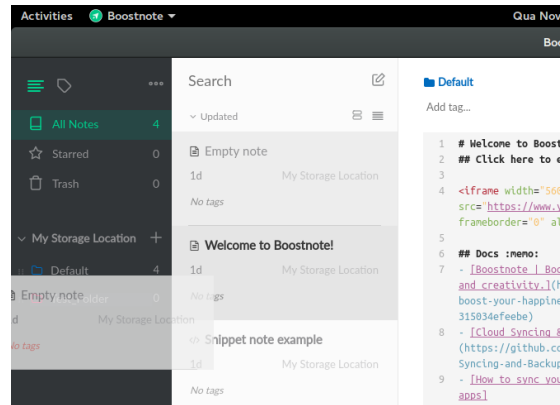 Activities Boostnote Qua Nov
Boo
All Notes 4
Starred 0
Trash 0
My Storage Location
Default 4
Empty note
My Storage Location
No tags
Search
Updated
Empty note
1d My Storage Location
No tags
Welcome to Boostnote!
1d My Storage Location
No tags
Snippet note example
1d My Storage Location
No tags
Default
Add tag...
1 # Welcome to Boost
2 ## Click here to e
3
4 <iframe width="560
src="https://www.y
frameborder="0" al
5
6 ## Docs :memo:
7 - [Boostnote | Boo
and creativity.](h
boost-your-happine
315034efeebe)
8 - [Cloud Syncing &
(https://github.co
Syncing-and-Backup
9 - [How to sync you
apps]